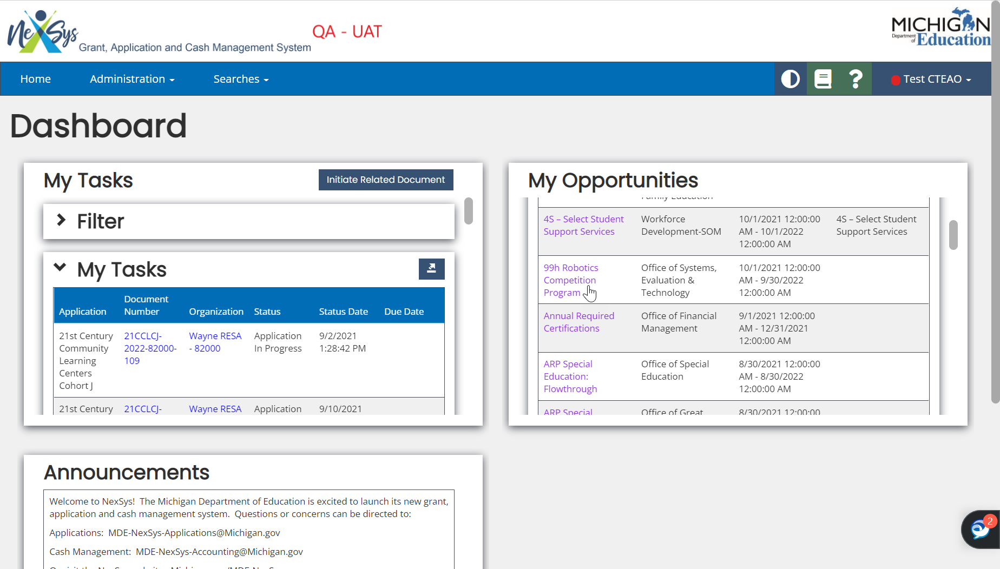 NexSys
Grant, Application and Cash Management System
QA - UAT
MICHIGAN
Department of Education
Home
Administration
Searches
?
Test CTEAO
Dashboard
My Tasks
Initiate Related Document
Filter
My Tasks
Application
Document Number
Organization
Status
Status Date
Due Date
21st Century
Community
Learning
Centers
Cohort J
21CCLCJ-
2022-82000-
109
Wayne RESA
- 82000
Application
In Progress
9/2/2021
1:28:42 PM
21st Century
21CCLCJ-
Wayne RESA
Application
9/10/2021
My Opportunities
Family Education
4S – Select Student
Support Services
Workforce
Development-SOM
10/1/2021 12:00:00
AM - 10/1/2022
12:00:00 AM
4S – Select Student
Support Services
99h Robotics
Competition
Program
Office of Systems,
Evaluation &
Technology
10/1/2021 12:00:00
AM - 9/30/2022
12:00:00 AM
Annual Required
Certifications
Office of Financial
Management
9/1/2021 12:00:00
AM - 12/31/2021
12:00:00 AM
ARP Special
Education:
Flowthrough
Office of Special
Education
8/30/2021 12:00:00
AM - 8/30/2022
12:00:00 AM
ARP Special
Office of Great
8/30/2021 12:00:00
Announcements
Welcome to NexSys!  The Michigan Department of Education is excited to launch its new grant,
application and cash management system.  Questions or concerns can be directed to:
Applications:  MDE-NexSys-Applications@Michigan.gov
Cash Management:  MDE-NexSys-Accounting@Michigan.gov
2